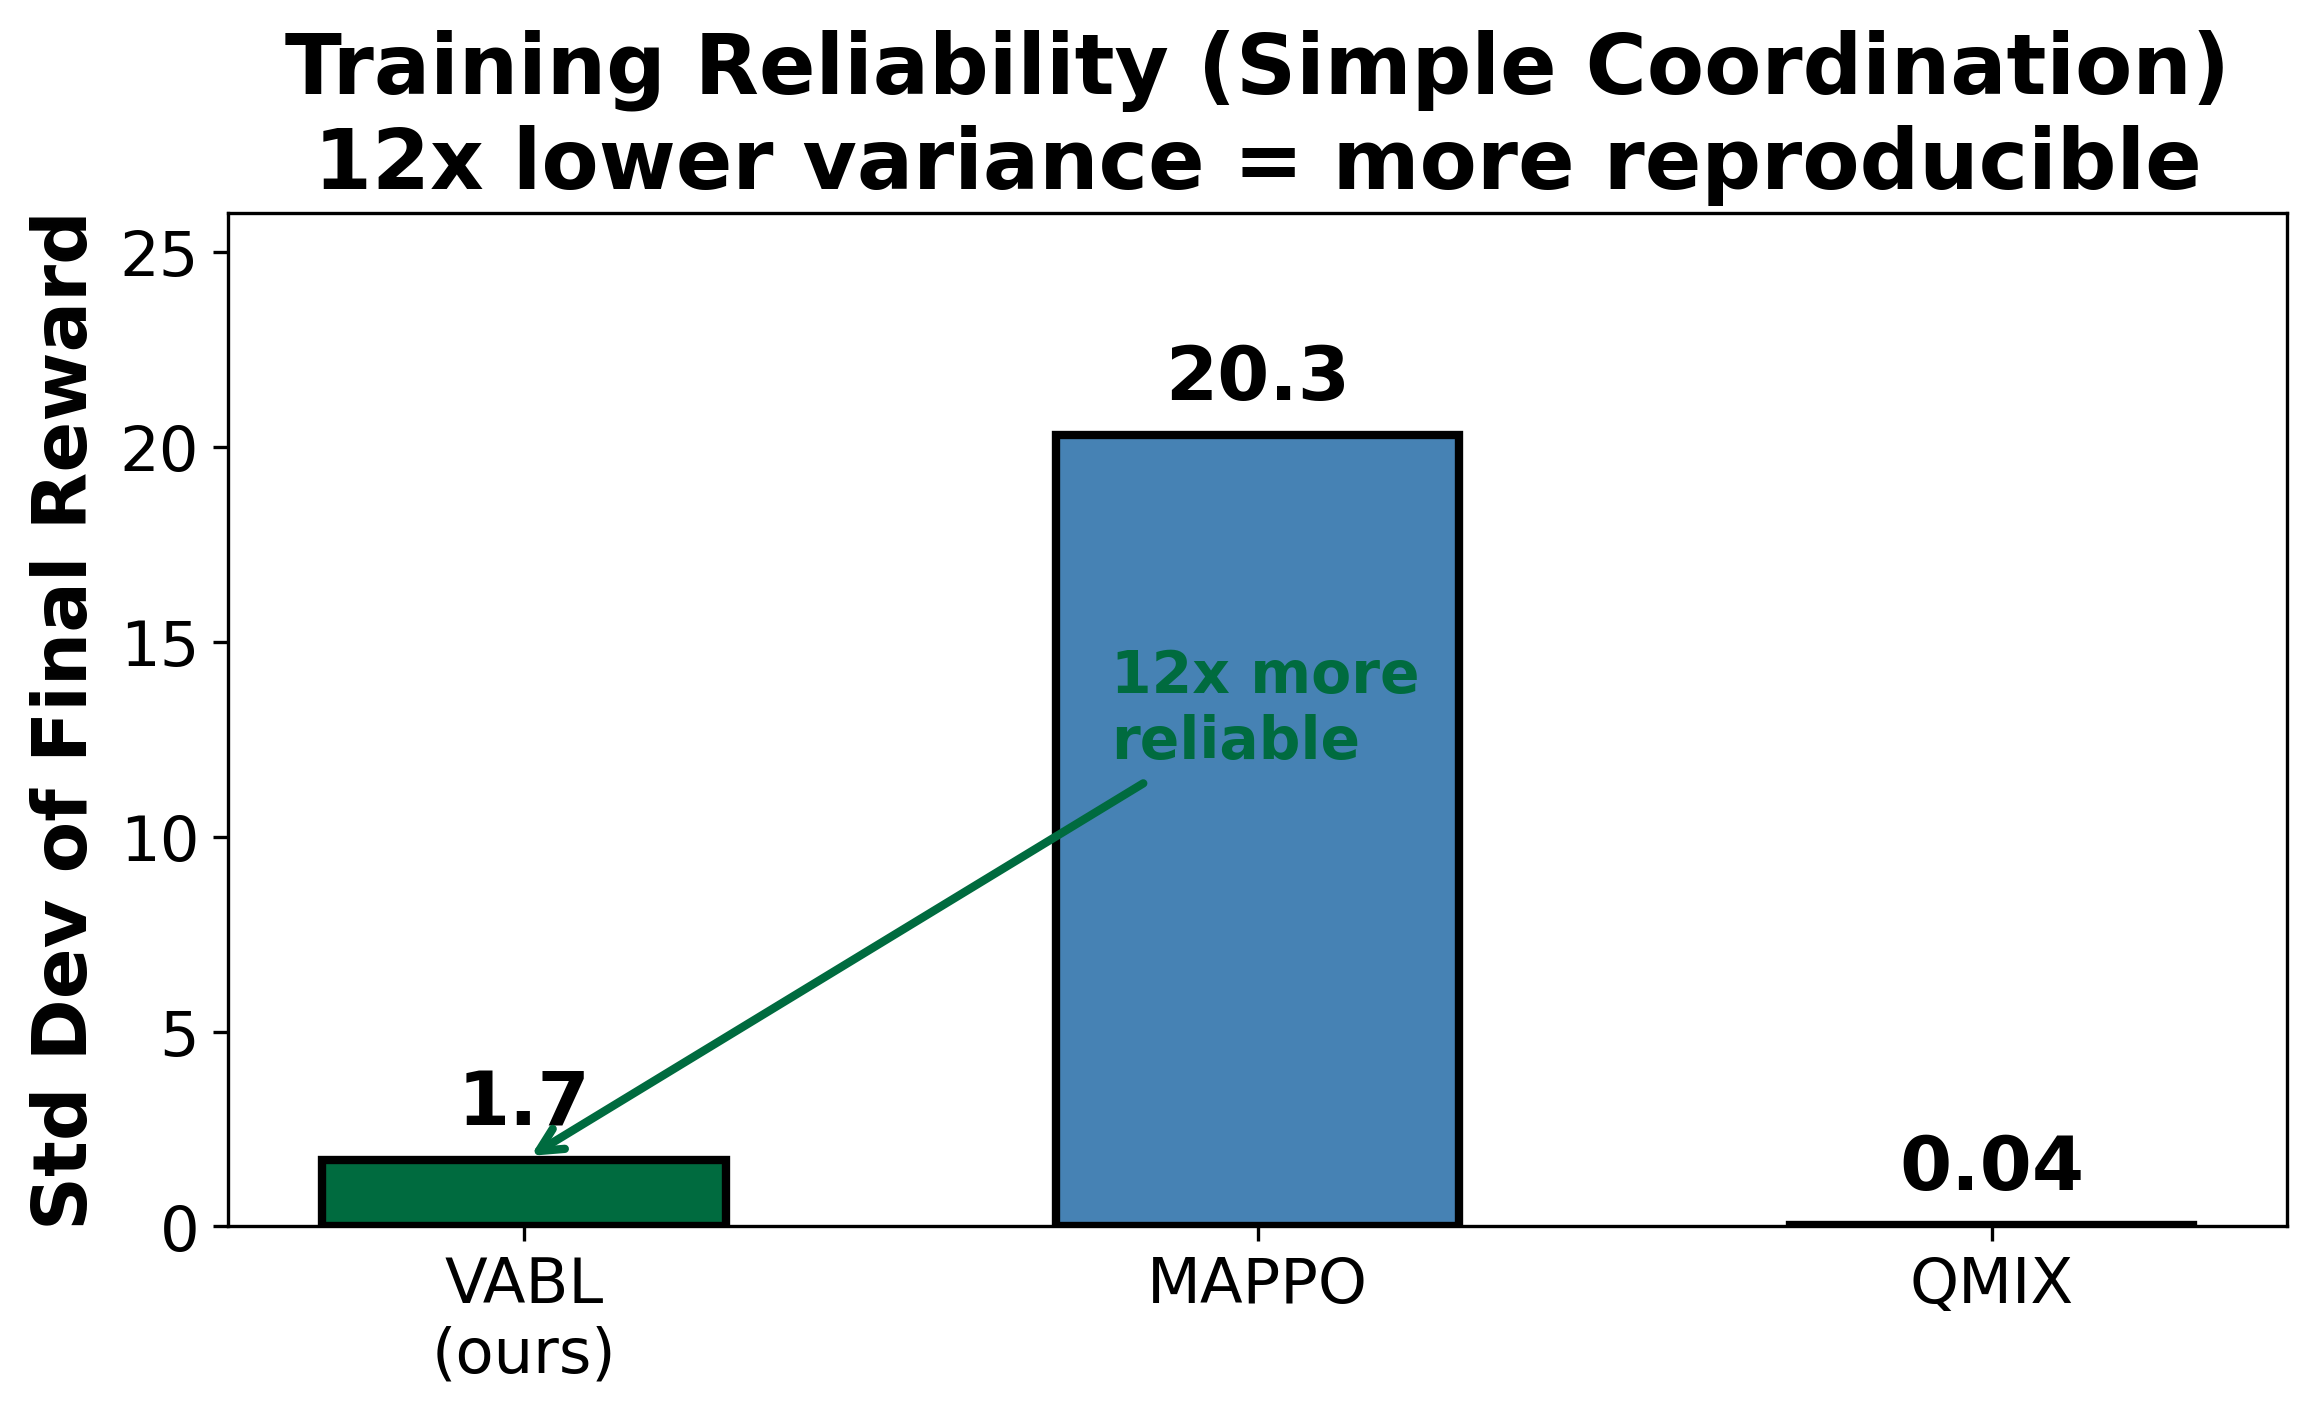 Training Reliability (Simple Coordination)
12x lower variance = more reproducible
Std Dev of Final Reward
25
20
15
10
5
0
20.3
12x more
reliable
1.7
0.04
VABL
(ours)
MAPPO
QMIX